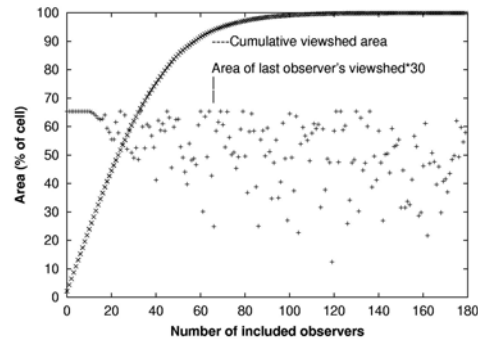 100
90
80
70
60
50
40
30
20
10
0
Area (% of cell)
----Cumulative viewshed area
Area of last observer's viewshed*30
0 20 40 60 80 100 120 140 160 180
Number of included observers